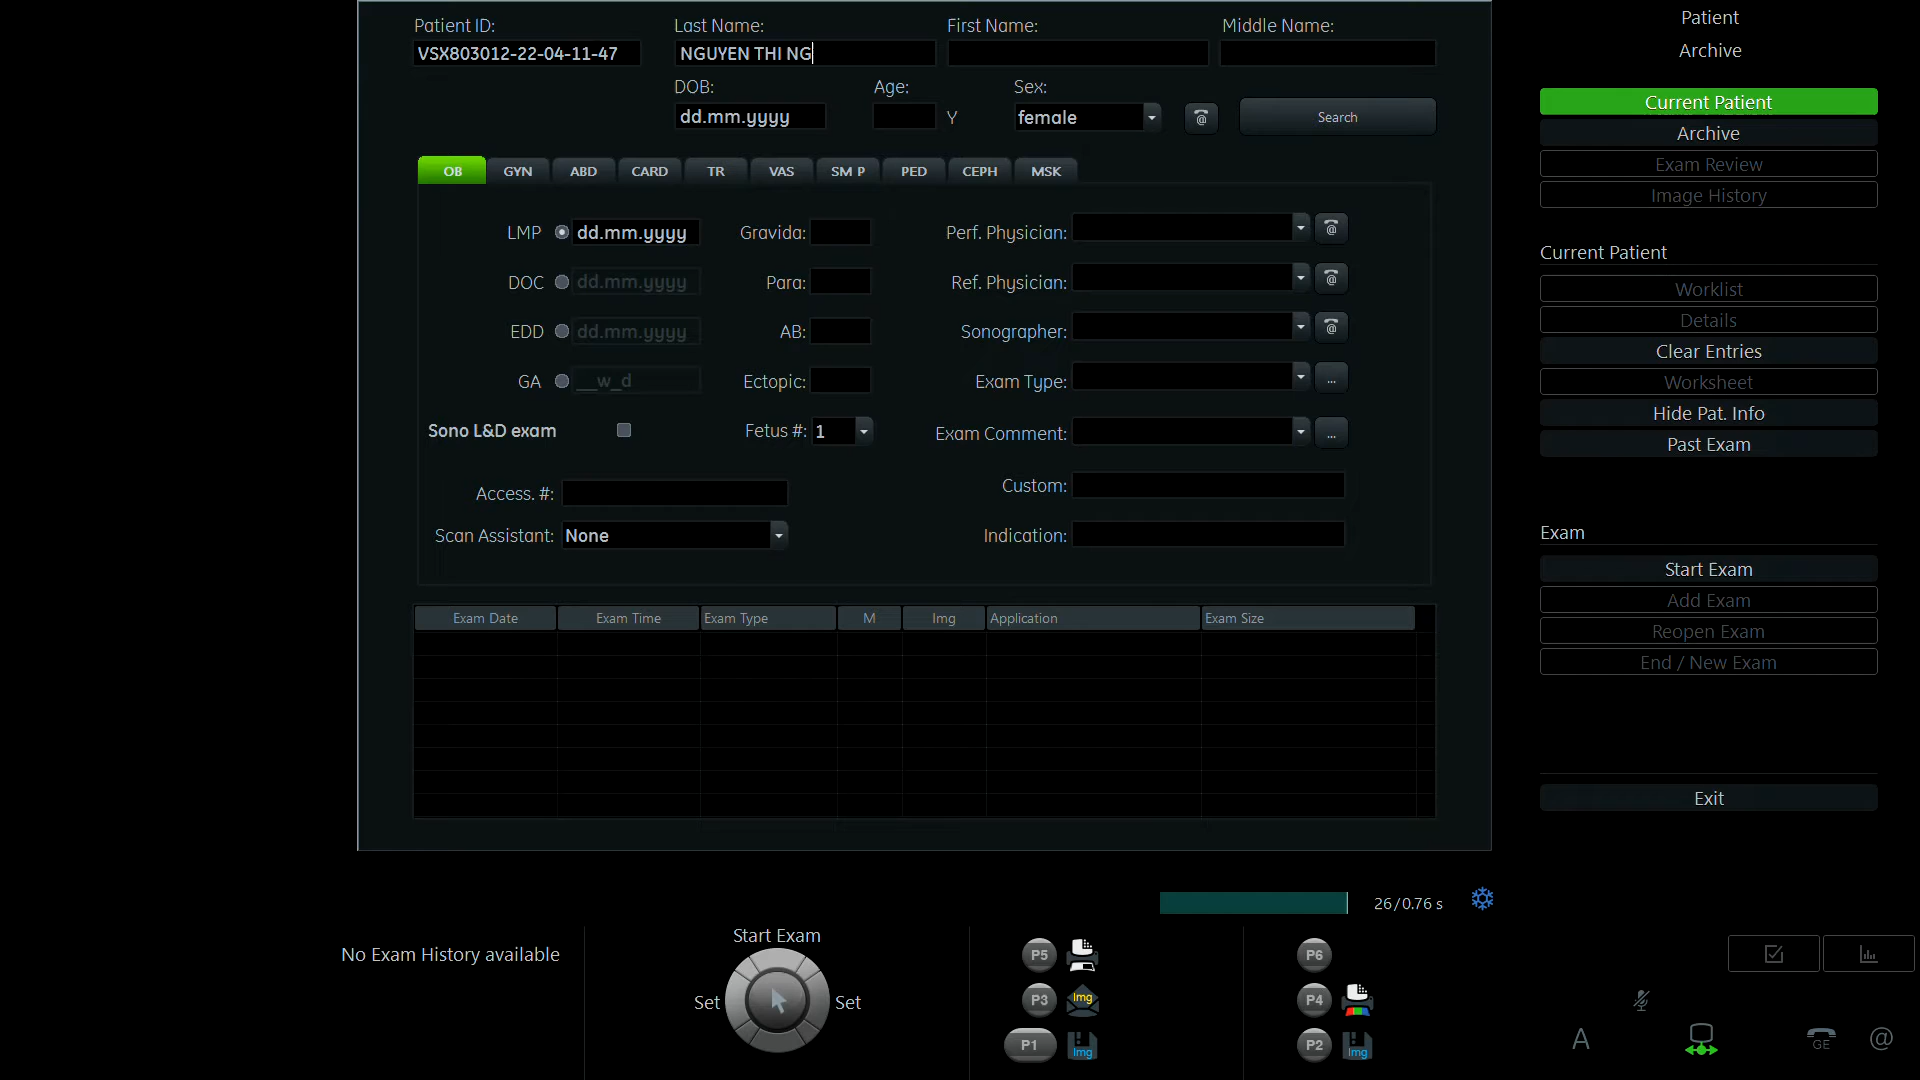 Patient ID: Last Name: First Name: Middle Name:
VSX803012-22-04-11-47 NGUYEN THI NG
DOB: Age: Sex:
dd.mm.yyyy Y female @ Search
OB GYN ABD CARD TR VAS SM P PED CEPH MSK
LMP dd.mm.yyyy Gravida: Perf. Physician: @
DOC dd.mm.yyyy Para: Ref. Physician: @
EDD dd.mm.yyyy AB: Sonographer: @
GA __w_d Ectopic: Exam Type: ...
Sono L&D exam Fetus #: 1 Exam Comment: ...
Access. #: Custom:
Scan Assistant: None Indication:
Exam Date Exam Time Exam Type M Img Application Exam Size
Patient
Archive
Current Patient
Archive
Exam Review
Image History
Current Patient
Worklist
Details
Clear Entries
Worksheet
Hide Pat. Info
Past Exam
Exam
Start Exam
Add Exam
Reopen Exam
End / New Exam
Exit
26/0.76 s
No Exam History available
Start Exam
Set Set
P5 P6
P3 Img P4
P1 Img P2 Img
A GE @